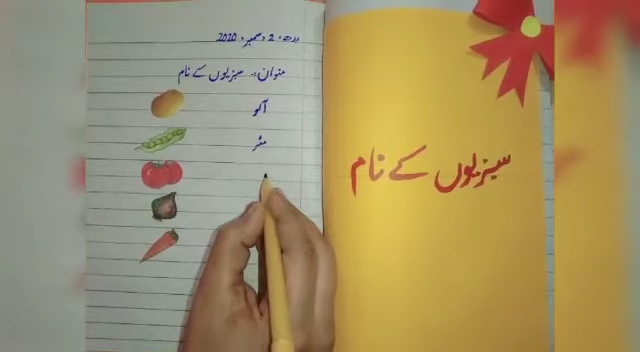 بدھ، 2 دسمبر، 2020
عنوان:۔ سبزیوں کے نام
آلو
مٹر
سبزیوں کے نام